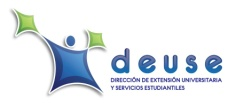 deuse
DIRECCIÓN DE EXTENSIÓN UNIVERSITARIA
Y SERVICIOS ESTUDIANTILES